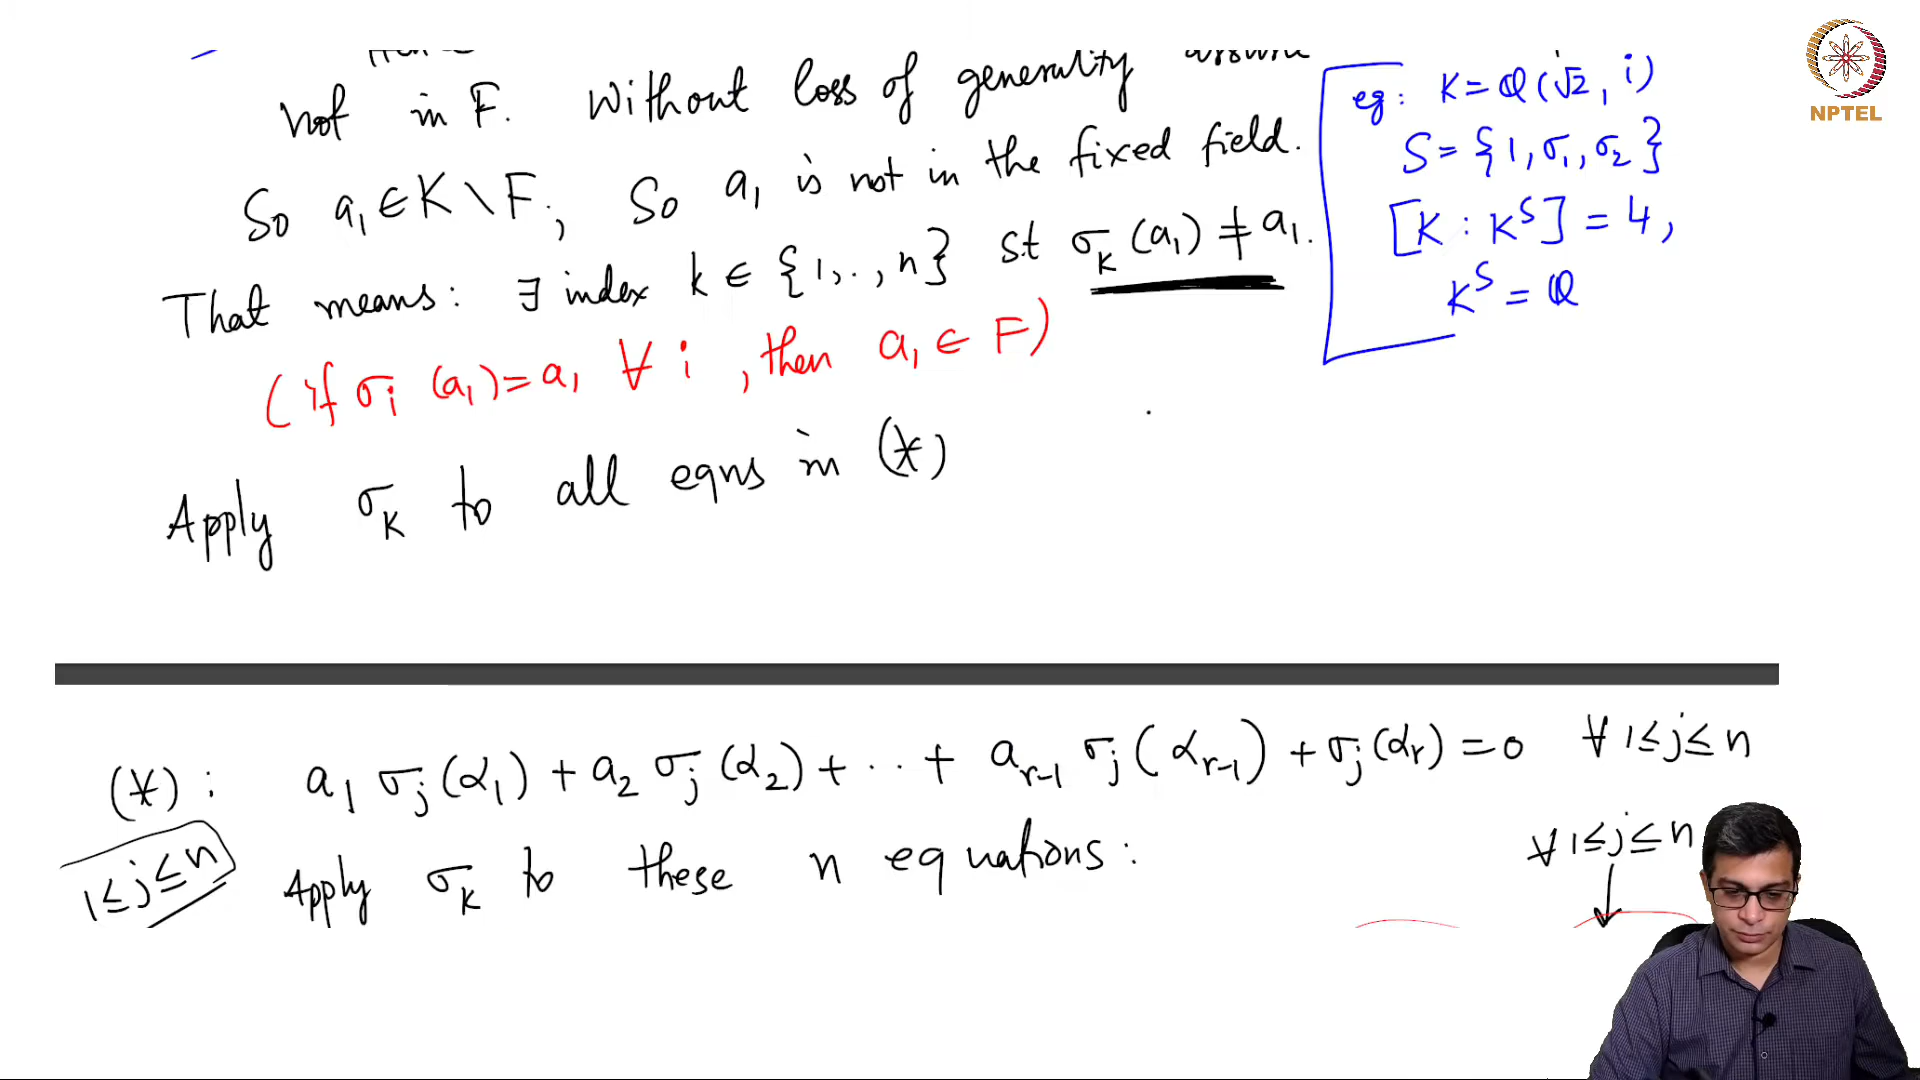 not in F. Without loss of generality assume
So a₁ ∈ K \ F; So a₁ is not in the fixed field.
That means: ∃ index k ∈ {1,..,n} st σ_k (a₁) ≠ a₁.
(if σ_i (a₁) = a₁ ∀ i, then a₁ ∈ F)
Apply σ_k to all eqns in (*)
eg: K = ℚ(√2, i)
S = {1, σ₁, σ₂}
[K : K^S] = 4,
K^S = ℚ
NPTEL
(*): a₁ σ_j(α₁) + a₂ σ_j(α₂) + ... + a_{r-1} σ_j(α_{r-1}) + σ_j(α_r) = 0 ∀ 1≤j≤n
1≤j≤n
Apply σ_k to these n equations:
∀ 1≤j≤n